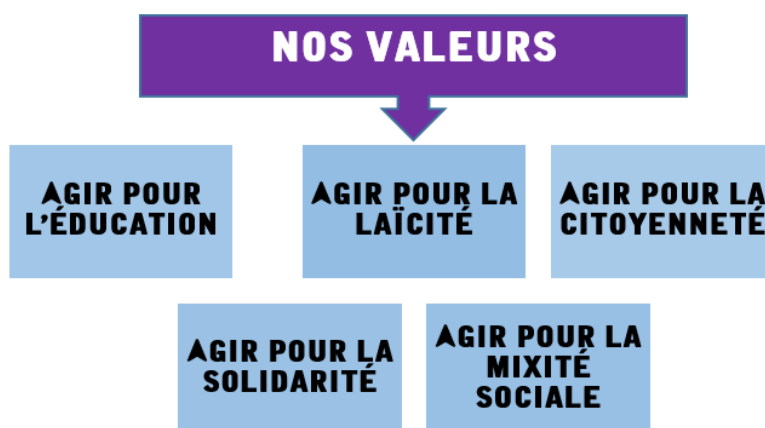 NOS VALEURS
AGIR POUR
L'ÉDUCATION
AGIR POUR LA
LAÏCITÉ
AGIR POUR LA
CITOYENNETÉ
AGIR POUR LA
SOLIDARITÉ
AGIR POUR LA
MIXITÉ
SOCIALE